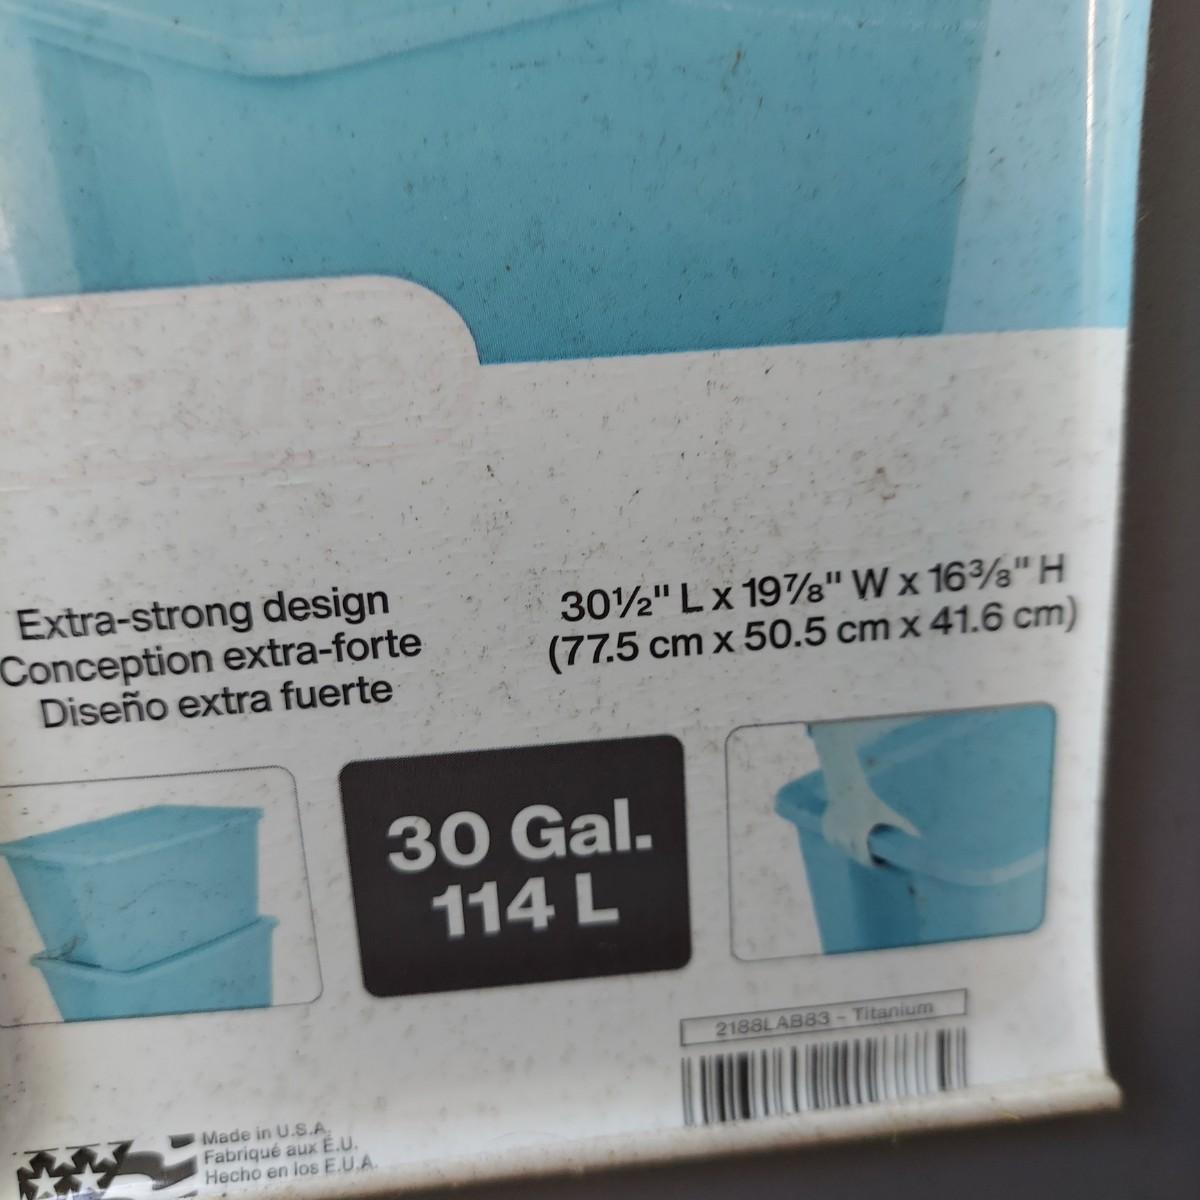 Extra-strong design
Conception extra-forte
Diseño extra fuerte
30½" L x 19⅞" W x 16⅜" H
(77.5 cm x 50.5 cm x 41.6 cm)
30 Gal.
114 L
2188LAB83 - Titanium
Made in U.S.A.
Fabriqué aux É.U.
Hecho en los E.U.A.